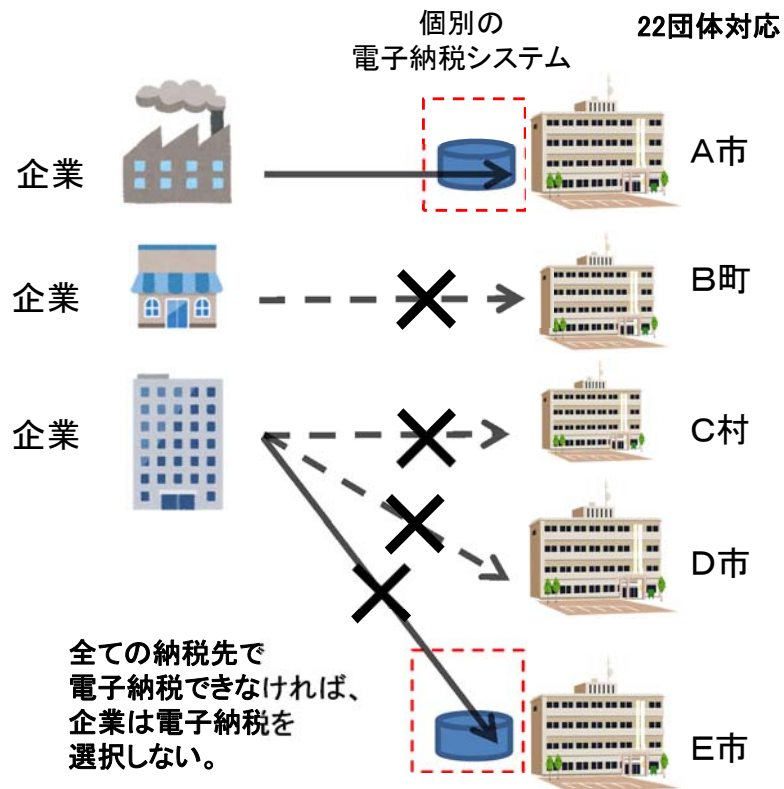 個別の
電子納税システム
22団体対応
企業
A市
企業
B町
企業
C村
D市
全ての納税先で
電子納税できなければ、
企業は電子納税を
選択しない。
E市